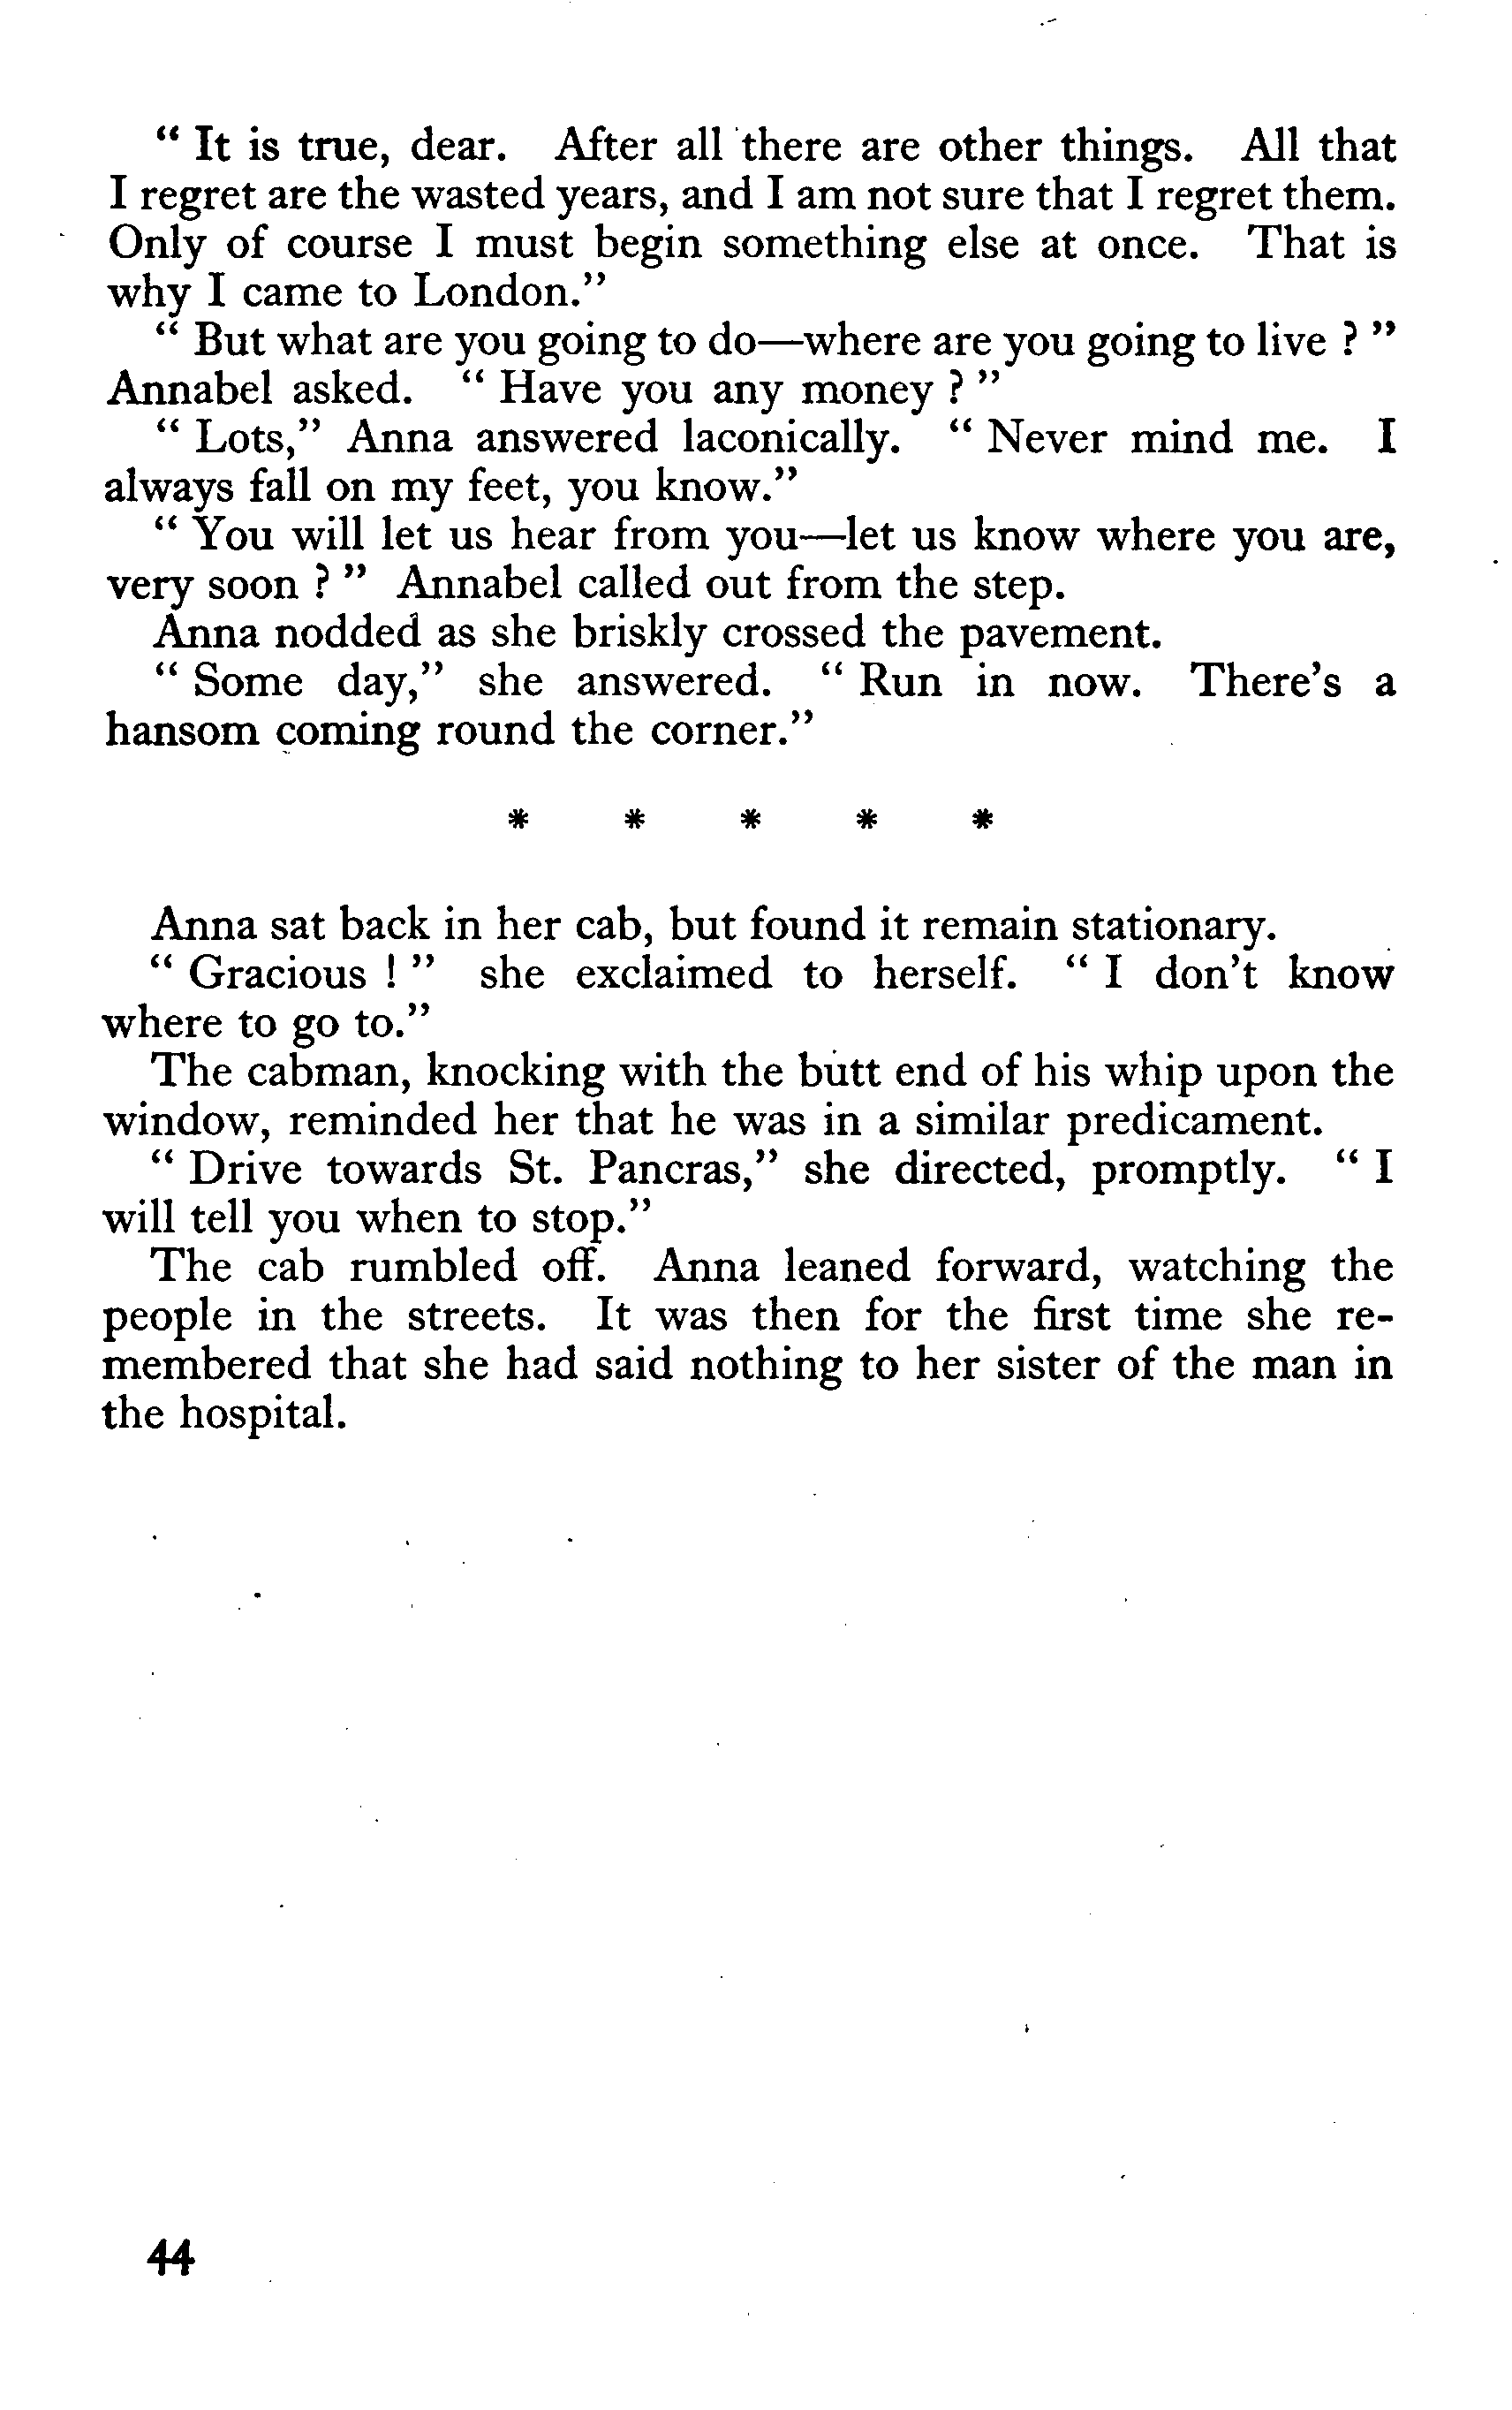 “ It is true, dear. After all there are other things. All that
I regret are the wasted years, and I am not sure that I regret them.
Only of course I must begin something else at once. That is
why I came to London.”
“ But what are you going to do—where are you going to live ? ”
Annabel asked. “ Have you any money ? ”
“ Lots,” Anna answered laconically. “ Never mind me. I
always fall on my feet, you know.”
“ You will let us hear from you—let us know where you are,
very soon ? ” Annabel called out from the step.
Anna nodded as she briskly crossed the pavement.
“ Some day,” she answered. “ Run in now. There’s a
hansom coming round the corner.”
* * * * *
Anna sat back in her cab, but found it remain stationary.
“ Gracious ! ” she exclaimed to herself. “ I don’t know
where to go to.”
The cabman, knocking with the butt end of his whip upon the
window, reminded her that he was in a similar predicament.
“ Drive towards St. Pancras,” she directed, promptly. “ I
will tell you when to stop.”
The cab rumbled off. Anna leaned forward, watching the
people in the streets. It was then for the first time she re-
membered that she had said nothing to her sister of the man in
the hospital.
44